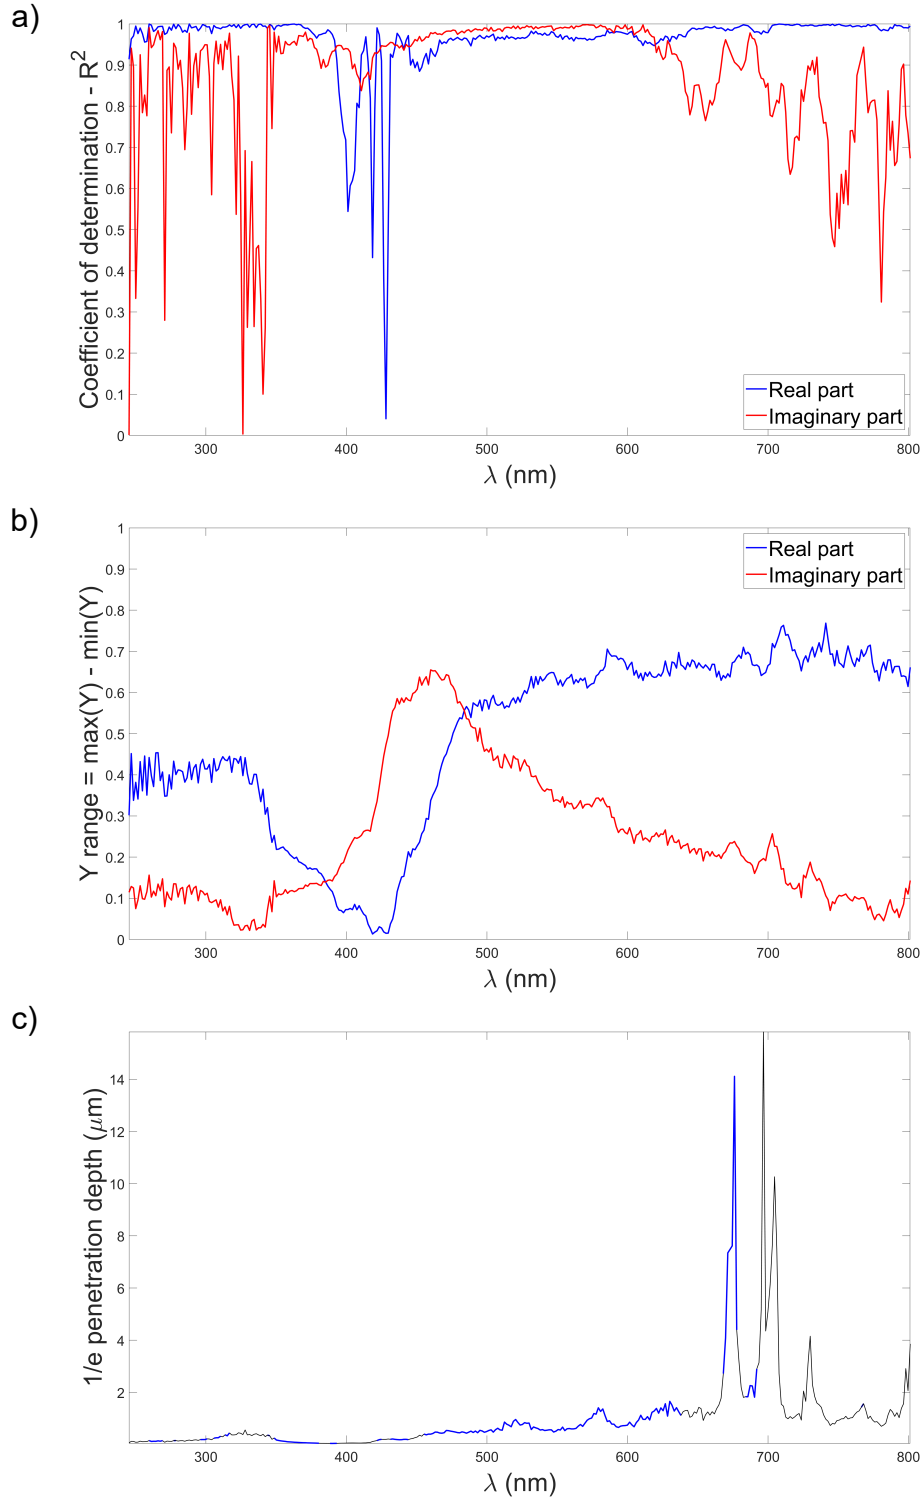 a)
Coefficient of determination - R²
1
0.9
0.8
0.7
0.6
0.5
0.4
0.3
0.2
0.1
0
Real part
Imaginary part
300 400 500 600 700 800
λ (nm)
b)
Y range = max(Y) - min(Y)
1
0.9
0.8
0.7
0.6
0.5
0.4
0.3
0.2
0.1
0
Real part
Imaginary part
300 400 500 600 700 800
λ (nm)
c)
1/e penetration depth (μm)
14
12
10
8
6
4
2
300 400 500 600 700 800
λ (nm)